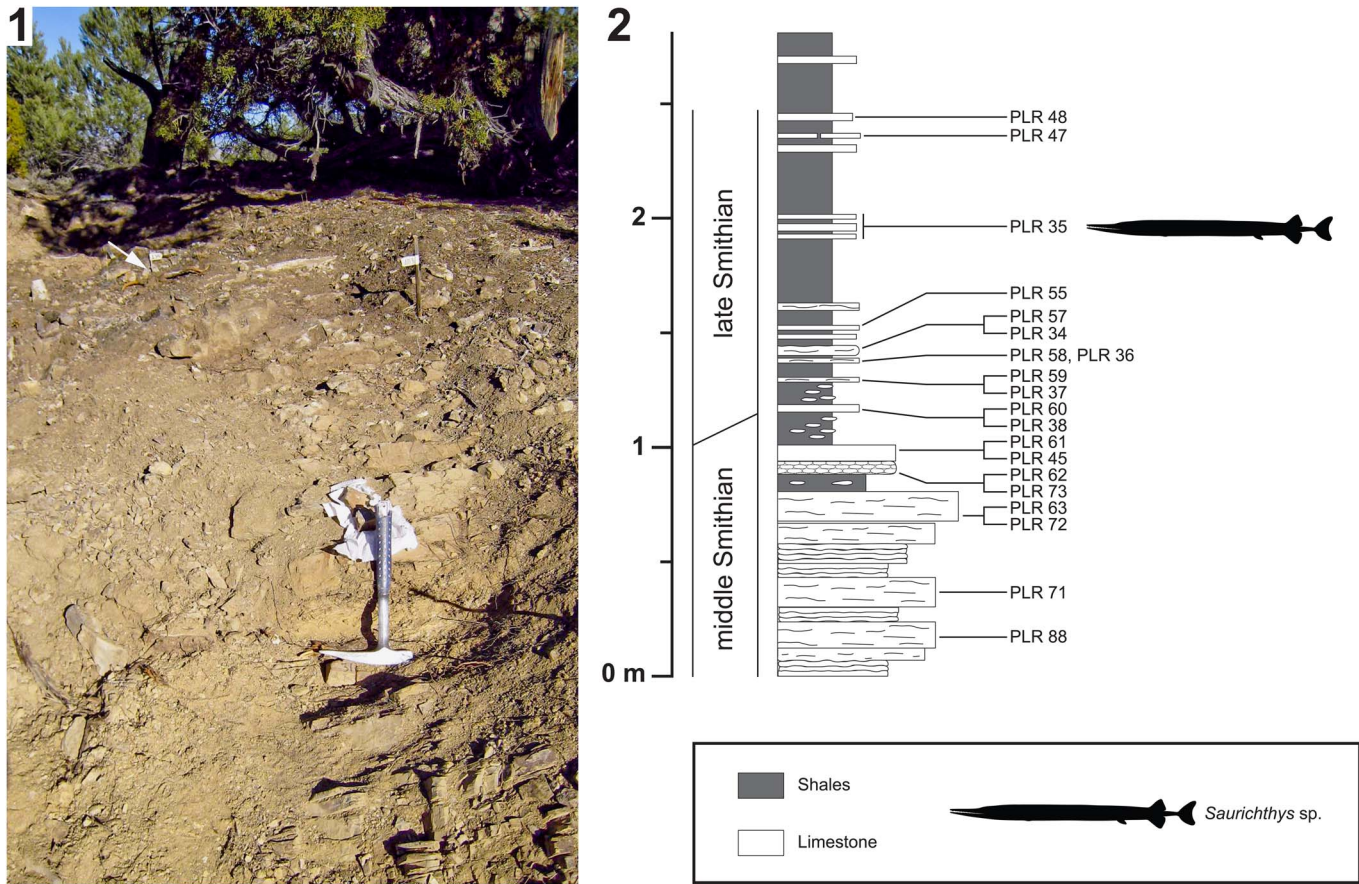 1
2
PLR 48
PLR 47
2
PLR 35
late Smithian
PLR 55
PLR 57
PLR 34
PLR 58, PLR 36
PLR 59
PLR 37
PLR 60
PLR 38
1
PLR 61
PLR 45
PLR 62
PLR 73
PLR 63
PLR 72
middle Smithian
PLR 71
PLR 88
0 m
Shales
Saurichthys sp.
Limestone